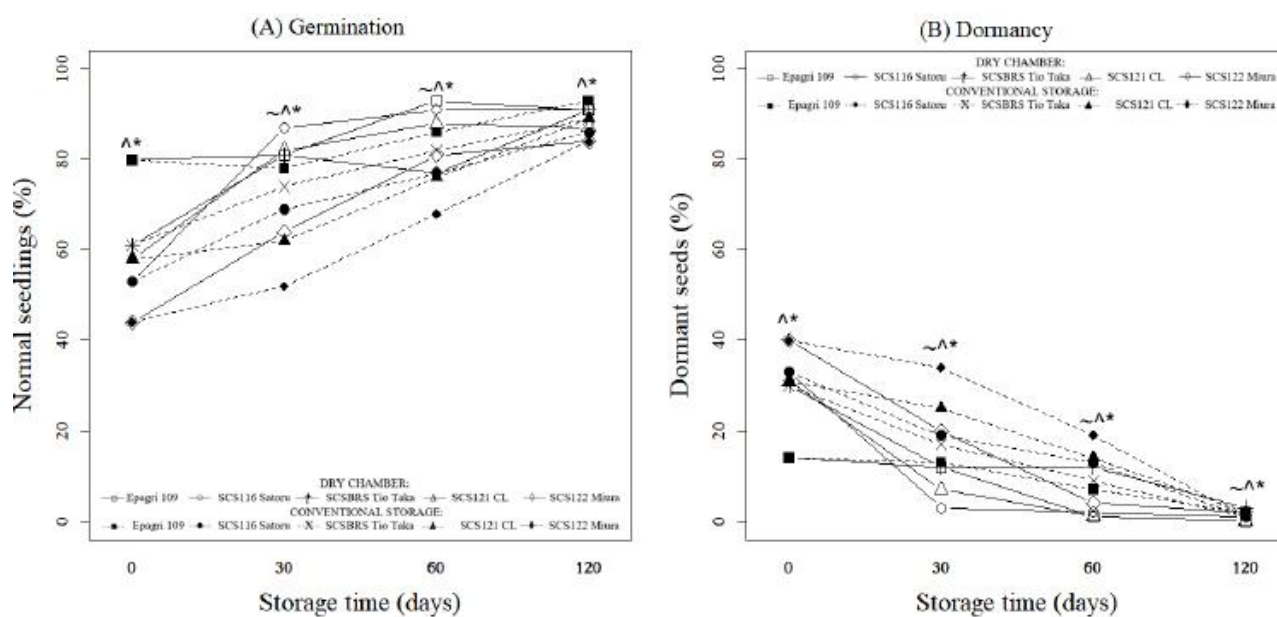 (A) Germination
Normal seedlings (%)
100
80
60
40
20
0
^*
~^*
~^*
^*
DRY CHAMBER:
Epagri 109 SCS116 Satoru SCSBRS Tio Taka SCS121 CL SCS122 Miura
CONVENTIONAL STORAGE:
Epagri 109 SCS116 Satoru SCSBRS Tio Taka SCS121 CL SCS122 Miura
0 30 60 120
Storage time (days)
(B) Dormancy
Dormant seeds (%)
100
80
60
40
20
0
DRY CHAMBER:
Epagri 109 SCS116 Satoru SCSBRS Tio Taka SCS121 CL SCS122 Miura
CONVENTIONAL STORAGE:
Epagri 109 SCS116 Satoru SCSBRS Tio Taka SCS121 CL SCS122 Miura
^*
~^*
~^*
~^*
0 30 60 120
Storage time (days)